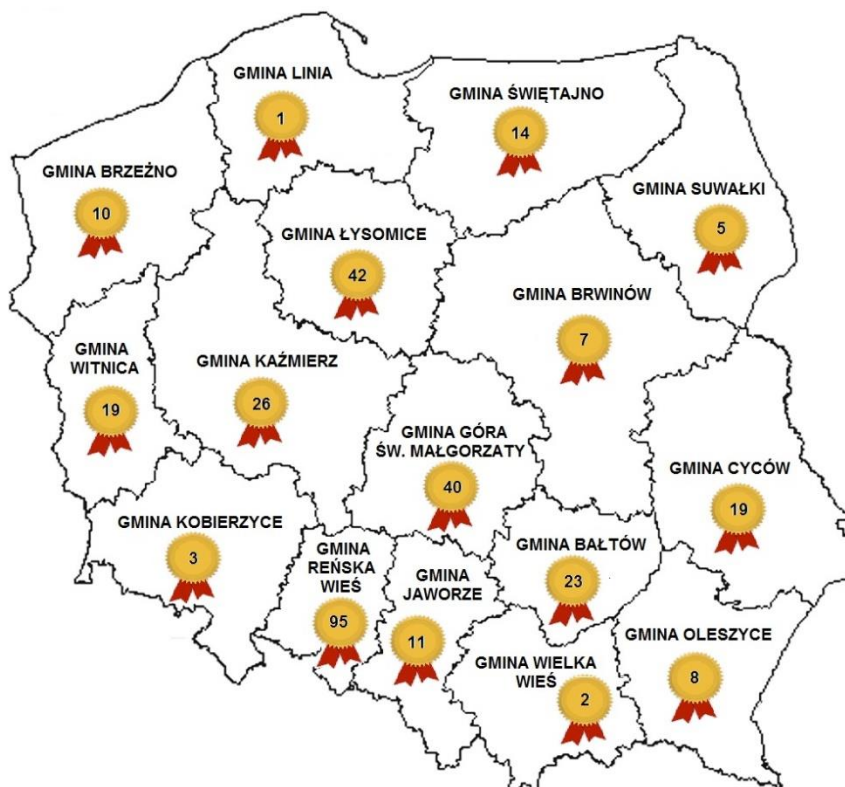 GMINA LINIA
1
GMINA ŚWIĘTAJNO
14
GMINA BRZEŹNO
10
GMINA SUWAŁKI
5
GMINA ŁYSOMICE
42
GMINA BRWINÓW
7
GMINA
WITNICA
19
GMINA KAŹMIERZ
26
GMINA GÓRA
ŚW. MAŁGORZATY
40
GMINA CYCÓW
19
GMINA KOBIERZYCE
3
GMINA
REŃSKA
WIEŚ
95
GMINA
JAWORZE
11
GMINA BAŁTÓW
23
GMINA OLESZYCE
8
GMINA WIELKA
WIEŚ
2